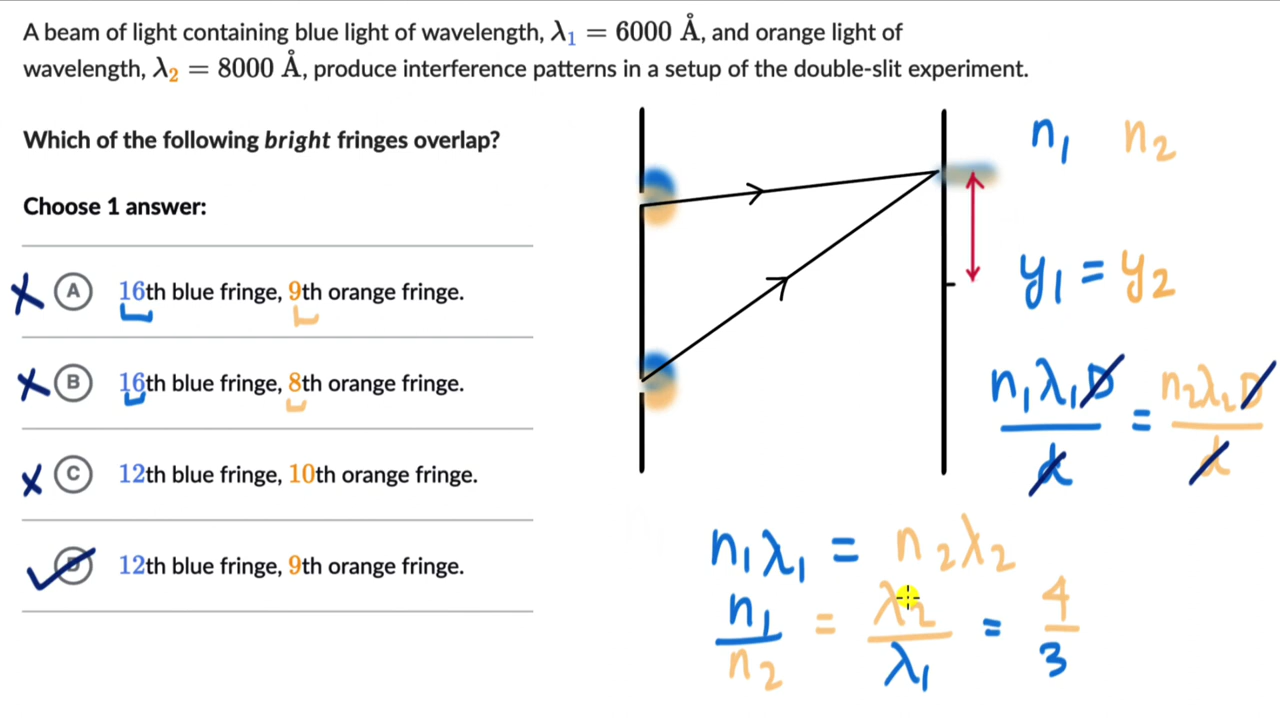 A beam of light containing blue light of wavelength, λ₁ = 6000 Å, and orange light of
wavelength, λ₂ = 8000 Å, produce interference patterns in a setup of the double-slit experiment.
Which of the following bright fringes overlap?
Choose 1 answer:
A 16th blue fringe, 9th orange fringe.
B 16th blue fringe, 8th orange fringe.
C 12th blue fringe, 10th orange fringe.
D 12th blue fringe, 9th orange fringe.
n₁ n₂
y₁ = y₂
n₁λ₁D / d = n₂λ₂D / d
n₁λ₁ = n₂λ₂
n₁ / n₂ = λ₂ / λ₁ = 4 / 3